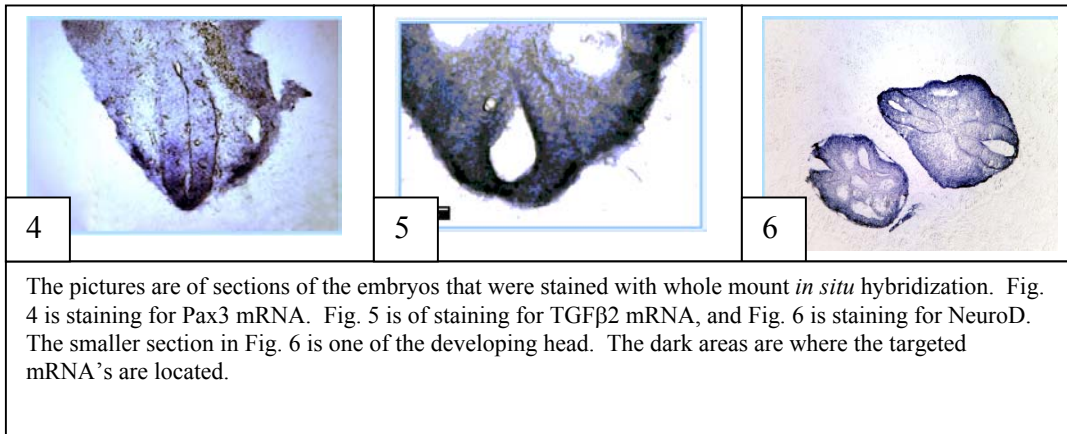 4
5
6
The pictures are of sections of the embryos that were stained with whole mount in situ hybridization. Fig.
4 is staining for Pax3 mRNA. Fig. 5 is of staining for TGFβ2 mRNA, and Fig. 6 is staining for NeuroD.
The smaller section in Fig. 6 is one of the developing head. The dark areas are where the targeted
mRNA’s are located.